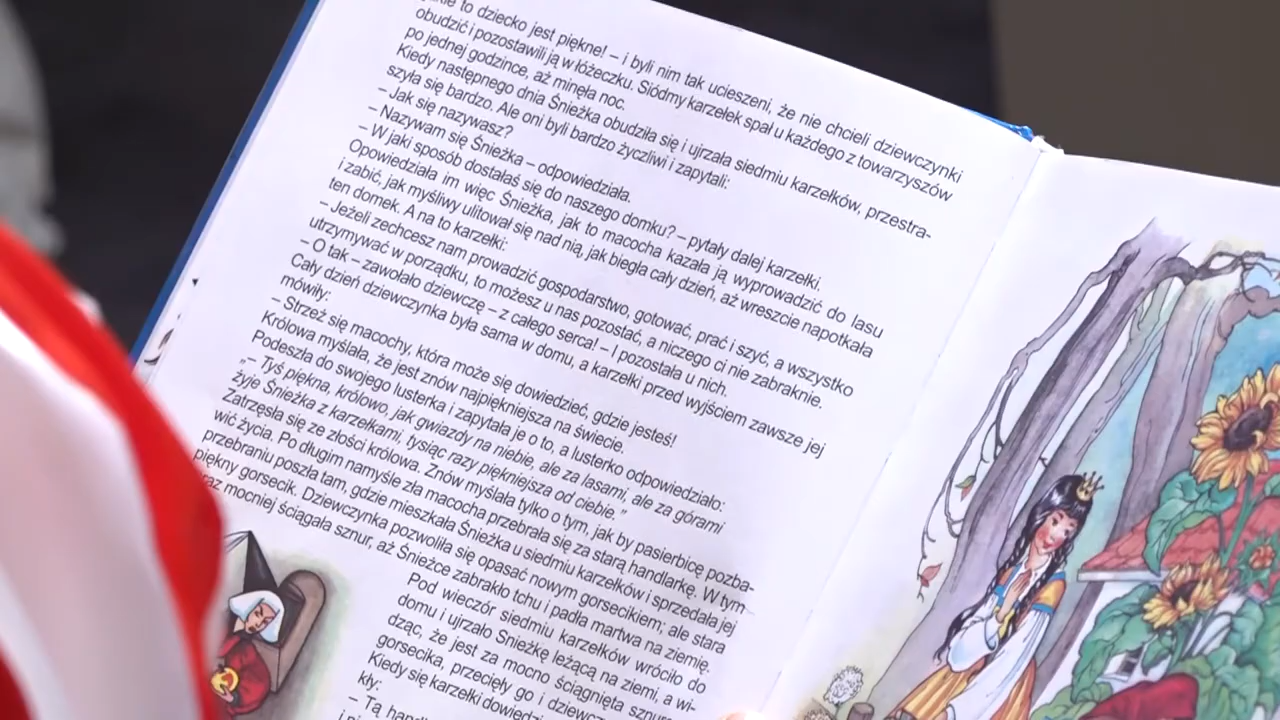 to dziecko jest piękne! – i byli nim tak ucieszeni, że nie chcieli dziewczynki
obudzić i pozostawili ją w łóżeczku. Siódmy karzełek spał u każdego z towarzyszów
po jednej godzince, aż minęła noc.
Kiedy następnego dnia Śnieżka obudziła się i ujrzała siedmiu karzełków, przestra-
szyła się bardzo. Ale oni byli bardzo życzliwi i zapytali:
– Jak się nazywasz?
– Nazywam się Śnieżka – odpowiedziała.
– W jaki sposób dostałaś się do naszego domku? – pytały dalej karzełki.
Opowiedziała im więc Śnieżka, jak to macocha kazała ją wyprowadzić do lasu
i zabić, jak myśliwy ulitował się nad nią, jak biegła cały dzień, aż wreszcie napotkała
ten domek. A na to karzełki:
– Jeżeli zechcesz nam prowadzić gospodarstwo, gotować, prać i szyć, a wszystko
utrzymywać w porządku, to możesz u nas pozostać, a niczego ci nie zabraknie.
– O tak – zawołało dziewczę – z całego serca! – I pozostała u nich.
Cały dzień dziewczynka była sama w domu, a karzełki przed wyjściem zawsze jej
mówiły:
– Strzeż się macochy, która może się dowiedzieć, gdzie jesteś!
Królowa myślała, że jest znów najpiękniejsza na świecie.
Podeszła do swojego lusterka i zapytała je o to, a lusterko odpowiedziało:
„– Tyś piękna, królowo, jak gwiazdy na niebie, ale za lasami, ale za górami
żyje Śnieżka z karzełkami, tysiąc razy piękniejsza od ciebie.”
Zatrzęsła się ze złości królowa. Znów myślała tylko o tym, jak by pasierbicę pozba-
wić życia. Po długim namyśle zła macocha przebrała się za starą handlarkę. W tym
przebraniu poszła tam, gdzie mieszkała Śnieżka u siedmiu karzełków i sprzedała jej
piękny gorsecik. Dziewczynka pozwoliła się opasać nowym gorsecikiem; ale stara
raz mocniej ściągała sznur, aż Śnieżce zabrakło tchu i padła martwa na ziemię.
Pod wieczór siedmiu karzełków wróciło do
domu i ujrzało Śnieżkę leżącą na ziemi, a wi-
dząc, że jest za mocno ściągnięta sznurem
gorsecika, przecięły go i
Kiedy się karzełki
kły:
– Tą